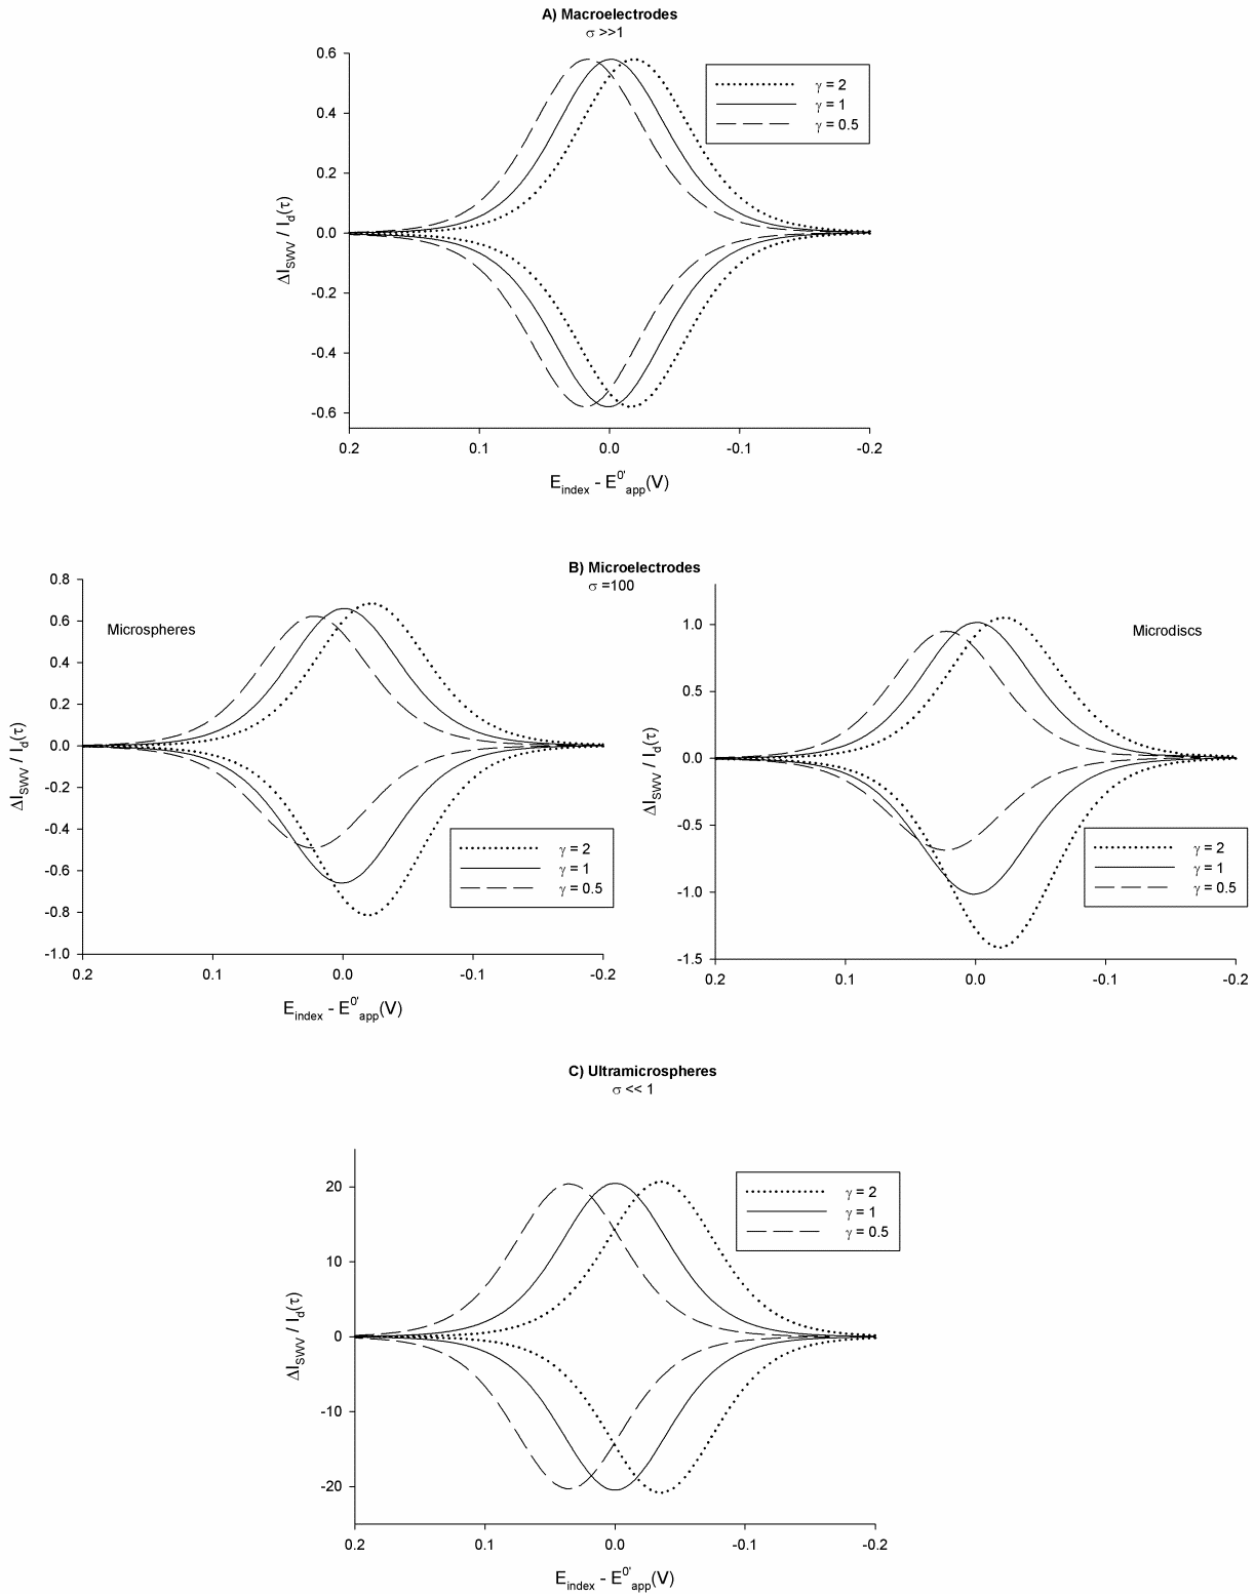 A) Macroelectrodes
σ >>1
0.6
0.4
0.2
0.0
-0.2
-0.4
-0.6
ΔI_SWV / I_d(τ)
γ = 2
γ = 1
γ = 0.5
0.2 0.1 0.0 -0.1 -0.2
E_index - E^0'_app(V)
B) Microelectrodes
σ =100
Microspheres
0.8
0.6
0.4
0.2
0.0
-0.2
-0.4
-0.6
-0.8
-1.0
ΔI_SWV / I_d(τ)
γ = 2
γ = 1
γ = 0.5
0.2 0.1 0.0 -0.1 -0.2
E_index - E^0'_app(V)
Microdiscs
1.0
0.5
0.0
-0.5
-1.0
-1.5
ΔI_SWV / I_d(τ)
γ = 2
γ = 1
γ = 0.5
0.2 0.1 0.0 -0.1 -0.2
C) Ultramicrospheres
σ << 1
20
10
0
-10
-20
ΔI_SWV / I_d(τ)
γ = 2
γ = 1
γ = 0.5
0.2 0.1 0.0 -0.1 -0.2
E_index - E^0'_app(V)